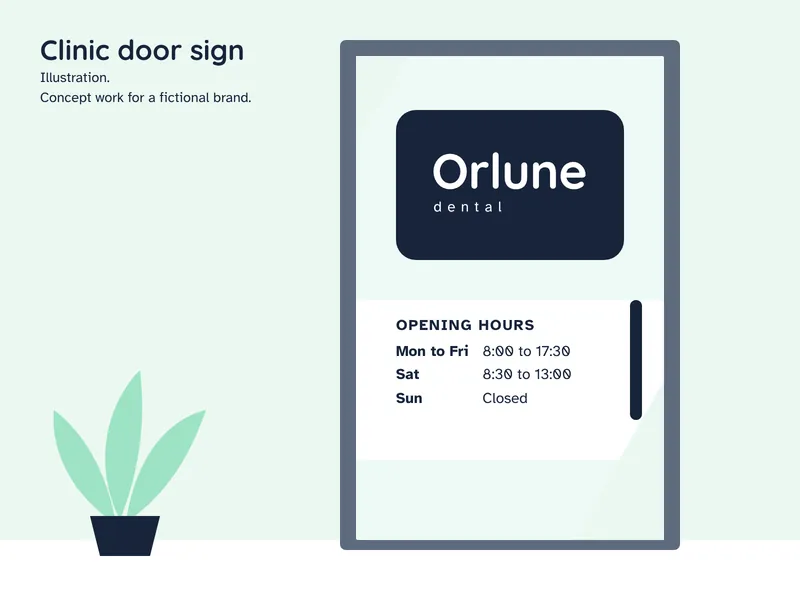 Clinic door sign
Illustration.
Concept work for a fictional brand.
Orlune
dental
OPENING HOURS
Mon to Fri 8:00 to 17:30
Sat 8:30 to 13:00
Sun Closed